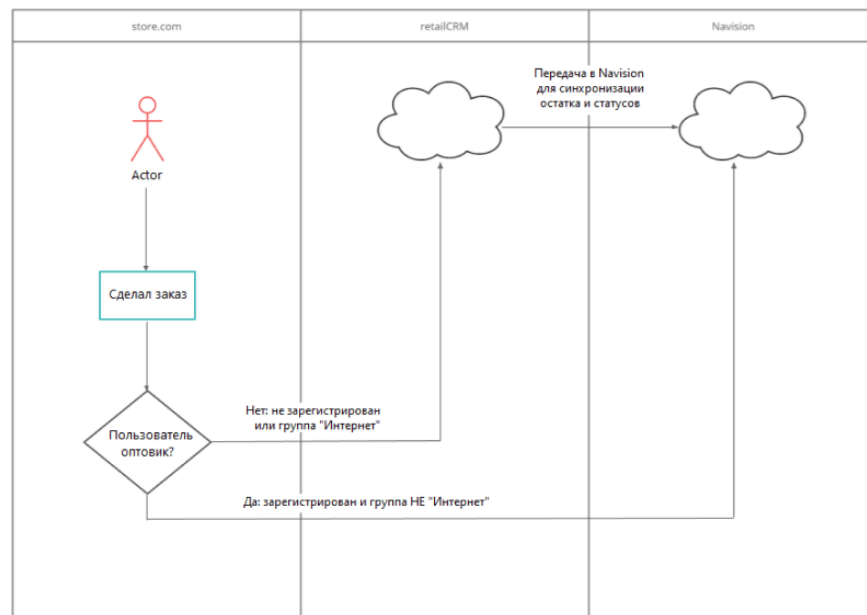 store.com
retailCRM
Navision
Передача в Navision
для синхронизации
остатка и статусов
Actor
Сделал заказ
Пользователь
оптовик?
Нет: не зарегистрирован
или группа "Интернет"
Да: зарегистрирован и группа НЕ "Интернет"